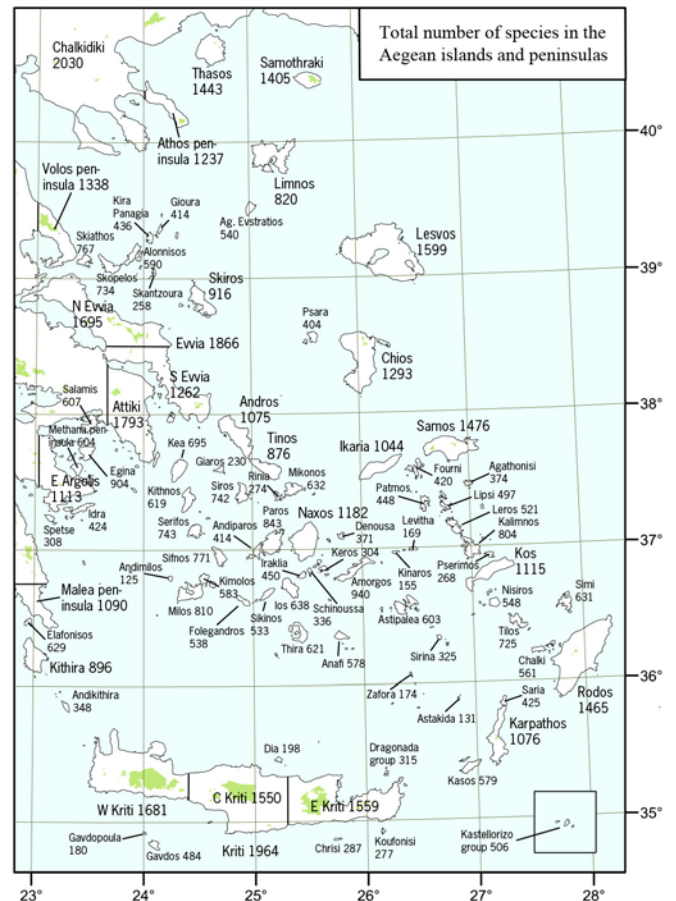 Total number of species in the
Aegean islands and peninsulas
Chalkidiki
2030
Thasos
1443
Samothraki
1405
Athos pen-
insula 1237
40°
Limnos
820
Volos pen-
insula 1338
Kira
Panagia
436
Gioura
414
Ag. Evstratios
540
Skiathos
767
Alonnisos
590
Lesvos
1599
Skopelos
734
Skantzoura
258
Skiros
916
39°
N Evvia
1695
Psara
404
Evvia 1866
Chios
1293
S Evvia
1262
Salamis
607
Attiki
1793
Andros
1075
38°
Methana pen-
insula 604
Kea 695
Tinos
876
Ikaria 1044
Samos 1476
Egina
904
Giaros 230
Rinia
274
Mikonos
632
Fourni
420
Agathonisi
374
E Argolis
1113
Kithnos
619
Siros
742
Patmos
448
Lipsi 497
Idra
424
Paros
843
Naxos 1182
Leros 521
Spetse
308
Serifos
743
Andiparos
414
Denousa
371
Levitha
169
Kalimnos
804
37°
Sifnos 771
Keros 304
Kos
1115
Andimilos
125
Iraklia
450
Amorgos
940
Kinaros
155
Pserimos
268
Malea pen-
insula 1090
Kimolos
583
Ios 638
Schinoussa
336
Nisiros
548
Simi
631
Milos 810
Sikinos
533
Astipalea 603
Elafonisos
629
Folegandros
538
Thira 621
Tilos
725
Kithira 896
Anafi 578
Sirina 325
Chalki
561
36°
Andikithira
348
Zafora 174
Saria
425
Rodos
1465
Astakida 131
Karpathos
1076
Dia 198
Dragonada
group 315
Kasos 579
W Kriti 1681
C Kriti 1550
E Kriti 1559
35°
Gavdopoula
180
Gavdos 484
Kriti 1964
Chrisi 287
Koufonisi
277
Kastellorizo
group 506
23°
24°
25°
26°
27°
28°